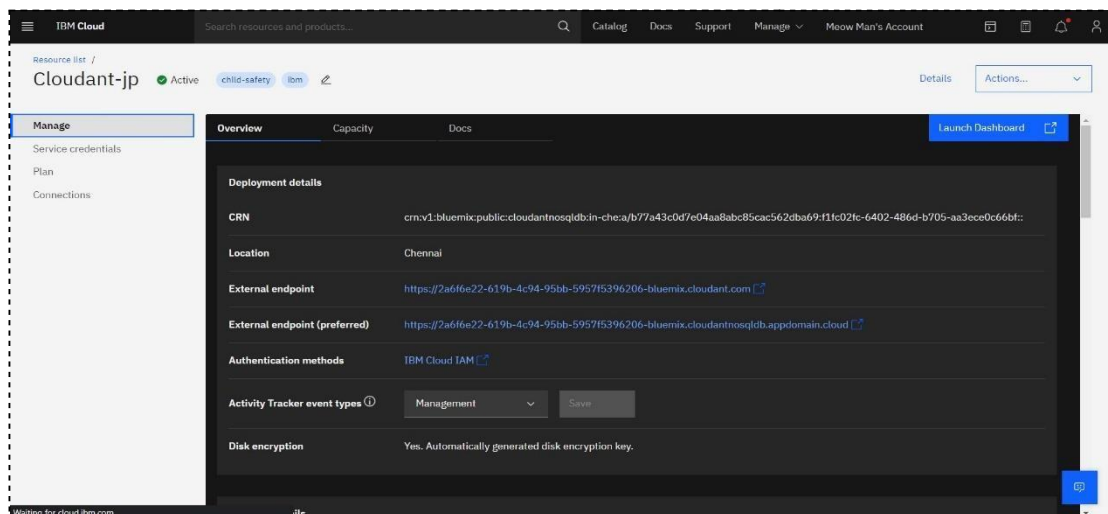 IBM Cloud Search resources and products... Catalog Docs Support Manage Meow Man's Account
Resource list /
Cloudant-jp Active child-safety ibm Details Actions...
Manage
Service credentials
Plan
Connections
Overview Capacity Docs Launch Dashboard
Deployment details
CRN crn:v1:bluemix:public:cloudantnosqldb:in-che:a/b77a43c0d7e04aa8abc85cac562dba69:f1fc02fc-6402-486d-b705-aa3ece0c66bf::
Location Chennai
External endpoint https://2a6f6e22-619b-4c94-95bb-5957f5396206-bluemix.cloudant.com
External endpoint (preferred) https://2a6f6e22-619b-4c94-95bb-5957f5396206-bluemix.cloudantnosqldb.appdomain.cloud
Authentication methods IBM Cloud IAM
Activity Tracker event types Management Save
Disk encryption Yes. Automatically generated disk encryption key.
Waiting for cloud.ibm.com